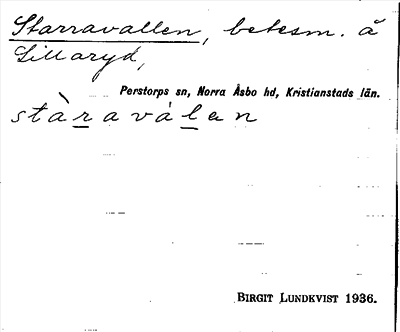 Starravallen, betesm. å
Lillaryd,
Perstorps sn, Norra Åsbo hd, Kristianstads län.
stàraválen
BIRGIT LUNDKVIST 1936.